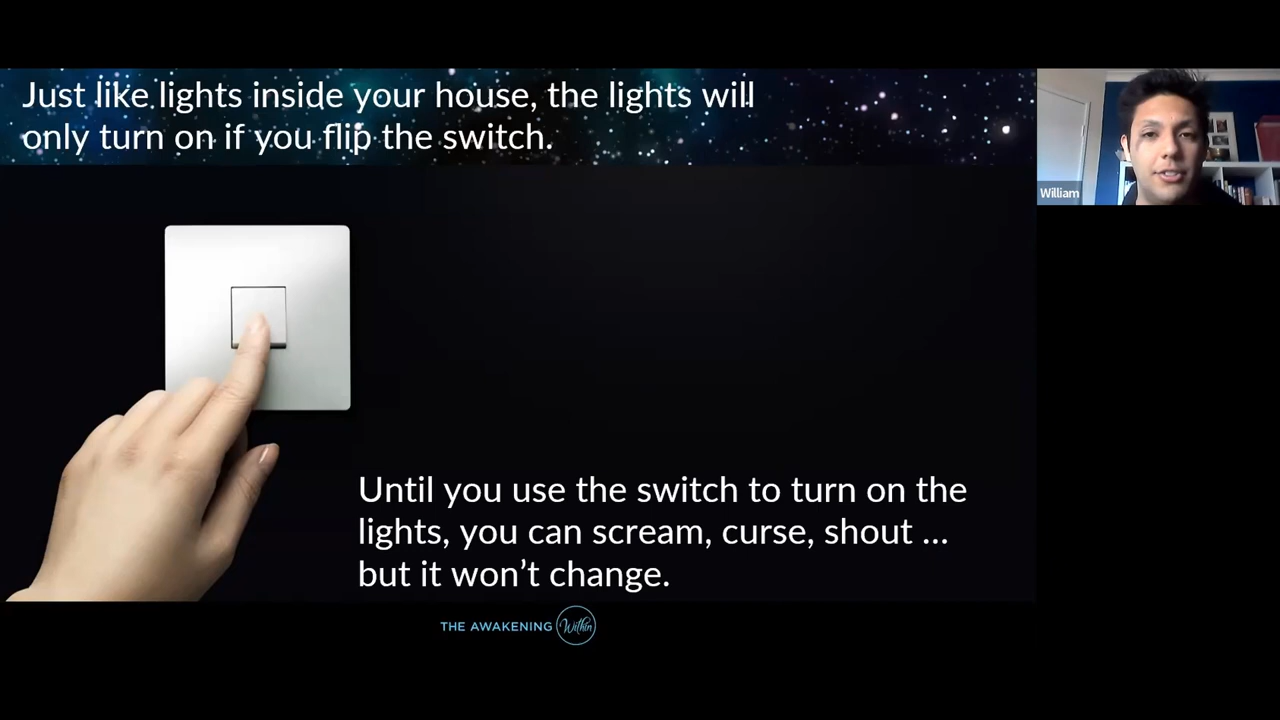 Just like lights inside your house, the lights will
only turn on if you flip the switch.
William
Until you use the switch to turn on the
lights, you can scream, curse, shout ...
but it won’t change.
THE AWAKENING Within